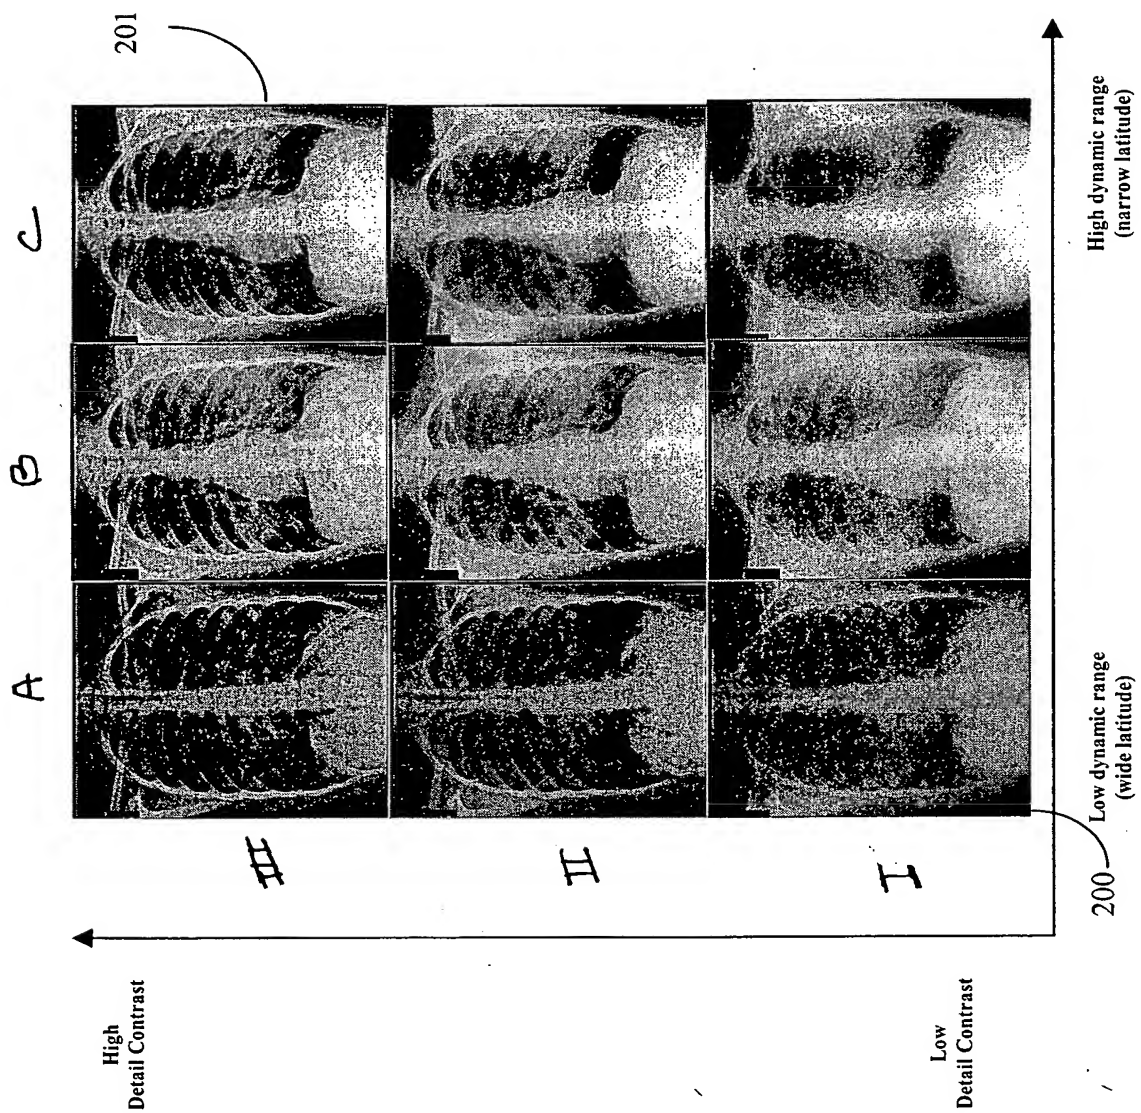 201
C
B
A
III
II
I
High
Detail Contrast
Low
Detail Contrast
Low dynamic range
(wide latitude)
High dynamic range
(narrow latitude)
200